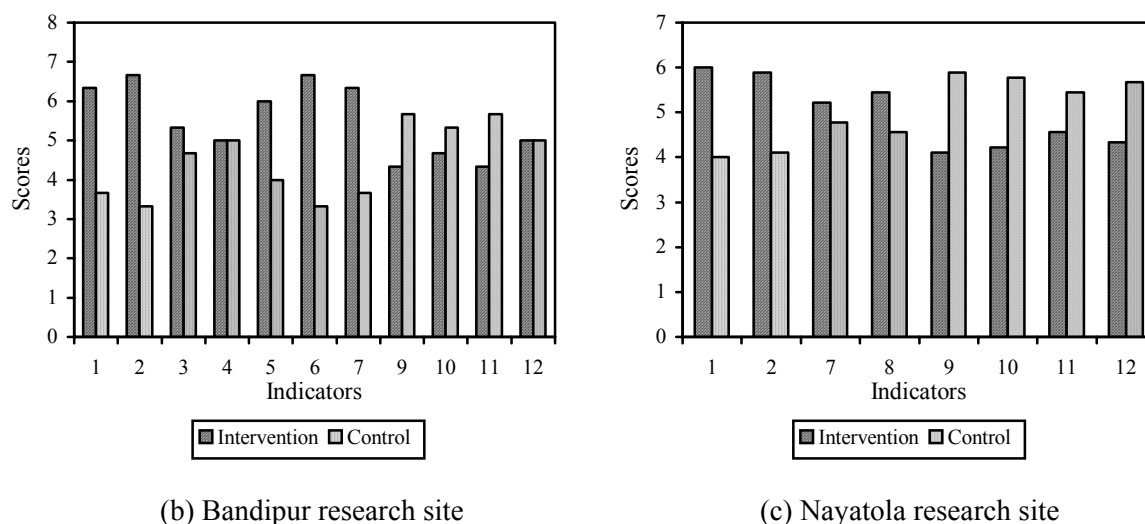 8
7
6
5
4
3
2
1
0
Scores
1 2 3 4 5 6 7 9 10 11 12
Indicators
Intervention Control
(b) Bandipur research site
7
6
5
4
3
2
1
0
Scores
1 2 7 8 9 10 11 12
Indicators
Intervention Control
(c) Nayatola research site